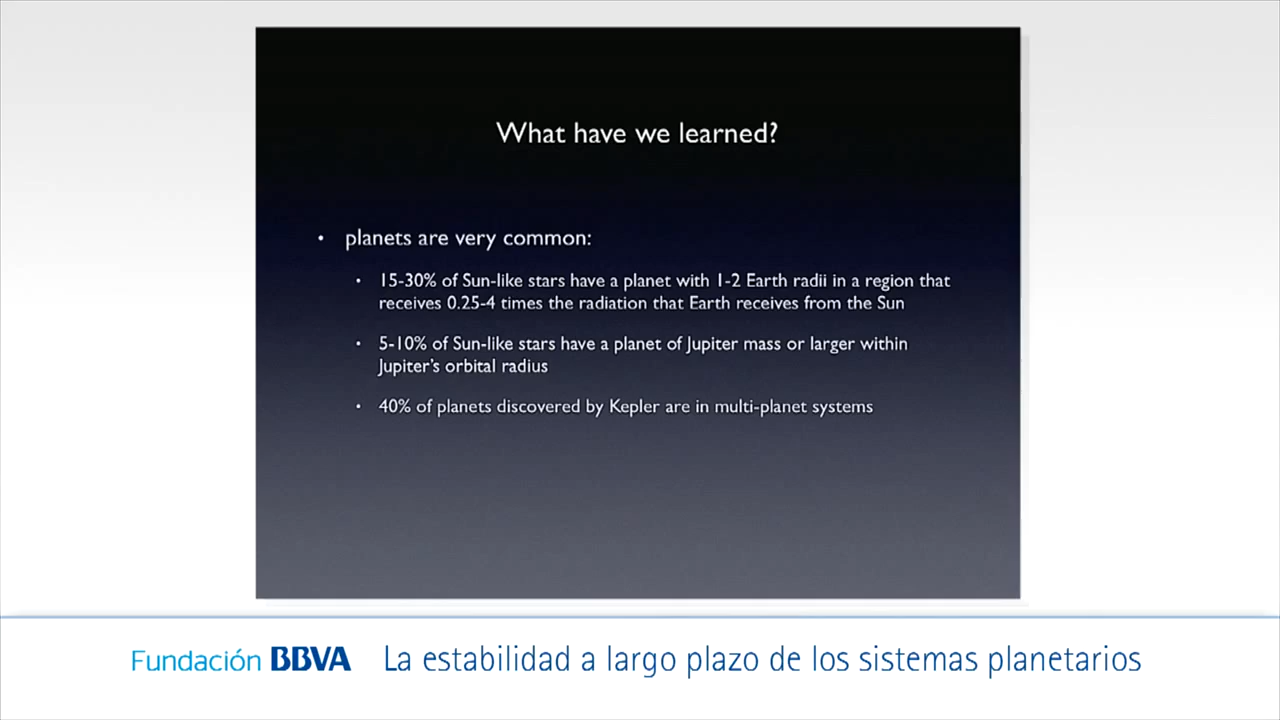 What have we learned?
• planets are very common:
• 15-30% of Sun-like stars have a planet with 1-2 Earth radii in a region that
receives 0.25-4 times the radiation that Earth receives from the Sun
• 5-10% of Sun-like stars have a planet of Jupiter mass or larger within
Jupiter's orbital radius
• 40% of planets discovered by Kepler are in multi-planet systems
Fundación BBVA La estabilidad a largo plazo de los sistemas planetarios